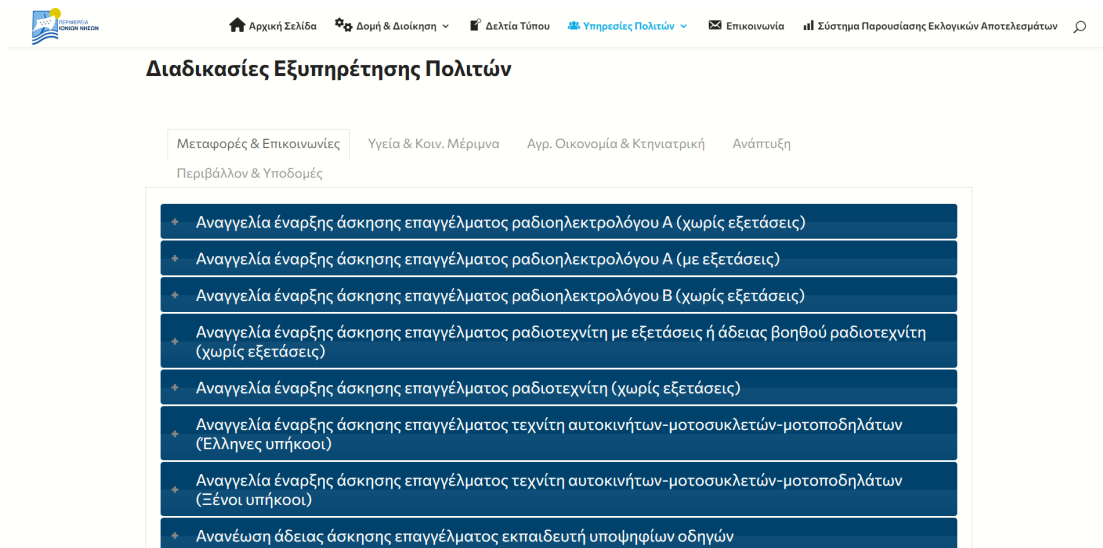 ΠΕΡΙΦΕΡΕΙΑ
ΙΟΝΙΩΝ ΝΗΣΩΝ
Αρχική Σελίδα Δομή & Διοίκηση Δελτία Τύπου Υπηρεσίες Πολιτών Επικοινωνία Σύστημα Παρουσίασης Εκλογικών Αποτελεσμάτων
Διαδικασίες Εξυπηρέτησης Πολιτών
Μεταφορές & Επικοινωνίες Υγεία & Κοιν. Μέριμνα Αγρ. Οικονομία & Κτηνιατρική Ανάπτυξη
Περιβάλλον & Υποδομές
Αναγγελία έναρξης άσκησης επαγγέλματος ραδιοηλεκτρολόγου Α (χωρίς εξετάσεις)
Αναγγελία έναρξης άσκησης επαγγέλματος ραδιοηλεκτρολόγου Α (με εξετάσεις)
Αναγγελία έναρξης άσκησης επαγγέλματος ραδιοηλεκτρολόγου Β (χωρίς εξετάσεις)
Αναγγελία έναρξης άσκησης επαγγέλματος ραδιοτεχνίτη με εξετάσεις ή άδειας βοηθού ραδιοτεχνίτη
(χωρίς εξετάσεις)
Αναγγελία έναρξης άσκησης επαγγέλματος ραδιοτεχνίτη (χωρίς εξετάσεις)
Αναγγελία έναρξης άσκησης επαγγέλματος τεχνίτη αυτοκινήτων-μοτοσυκλετών-μοτοποδηλάτων
(Έλληνες υπήκοοι)
Αναγγελία έναρξης άσκησης επαγγέλματος τεχνίτη αυτοκινήτων-μοτοσυκλετών-μοτοποδηλάτων
(Ξένοι υπήκοοι)
Ανανέωση άδειας άσκησης επαγγέλματος εκπαιδευτή υποψηφίων οδηγών